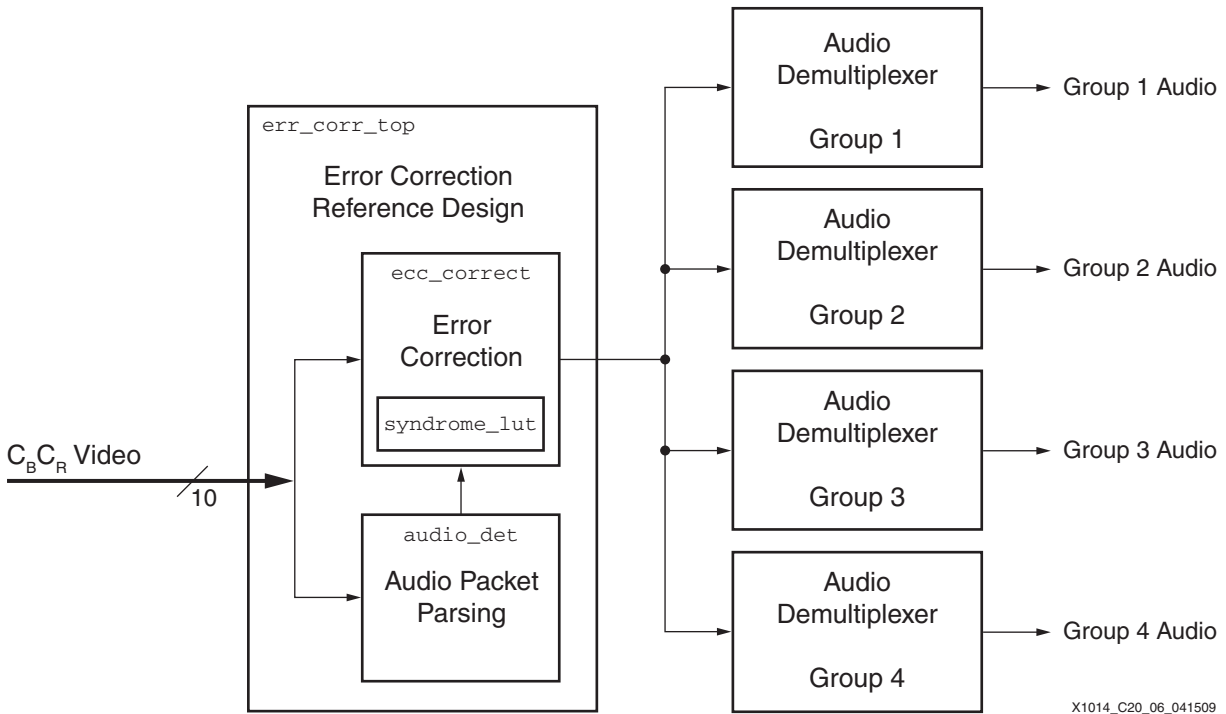 err_corr_top
Error Correction
Reference Design
ecc_correct
Error
Correction
syndrome_lut
C_BC_R Video
10
audio_det
Audio Packet
Parsing
Audio
Demultiplexer
Group 1
Group 1 Audio
Audio
Demultiplexer
Group 2
Group 2 Audio
Audio
Demultiplexer
Group 3
Group 3 Audio
Audio
Demultiplexer
Group 4
Group 4 Audio
X1014_C20_06_041509